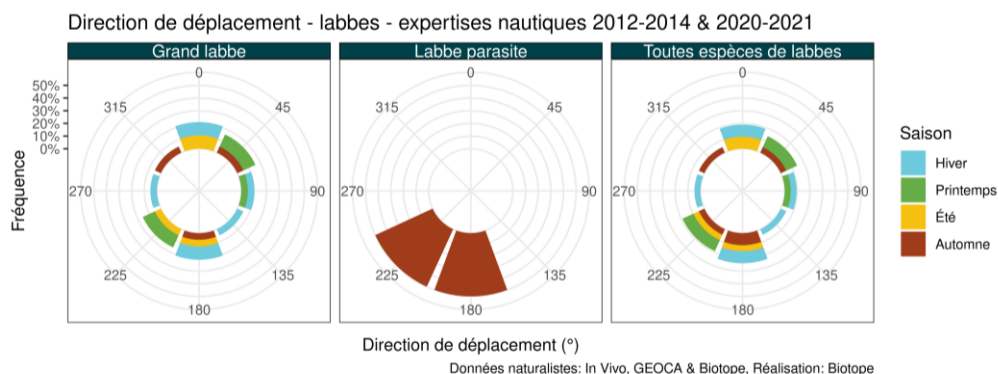 Direction de déplacement - labbes - expertises nautiques 2012-2014 & 2020-2021
Grand labbe
Labbe parasite
Toutes espèces de labbes
Fréquence
50%
40%
30%
20%
10%
0%
0
45
90
135
180
225
270
315
0
45
90
135
180
225
270
315
0
45
90
135
180
225
270
315
Saison
Hiver
Printemps
Été
Automne
Direction de déplacement (°)
Données naturalistes: In Vivo, GEOCA & Biotope, Réalisation: Biotope